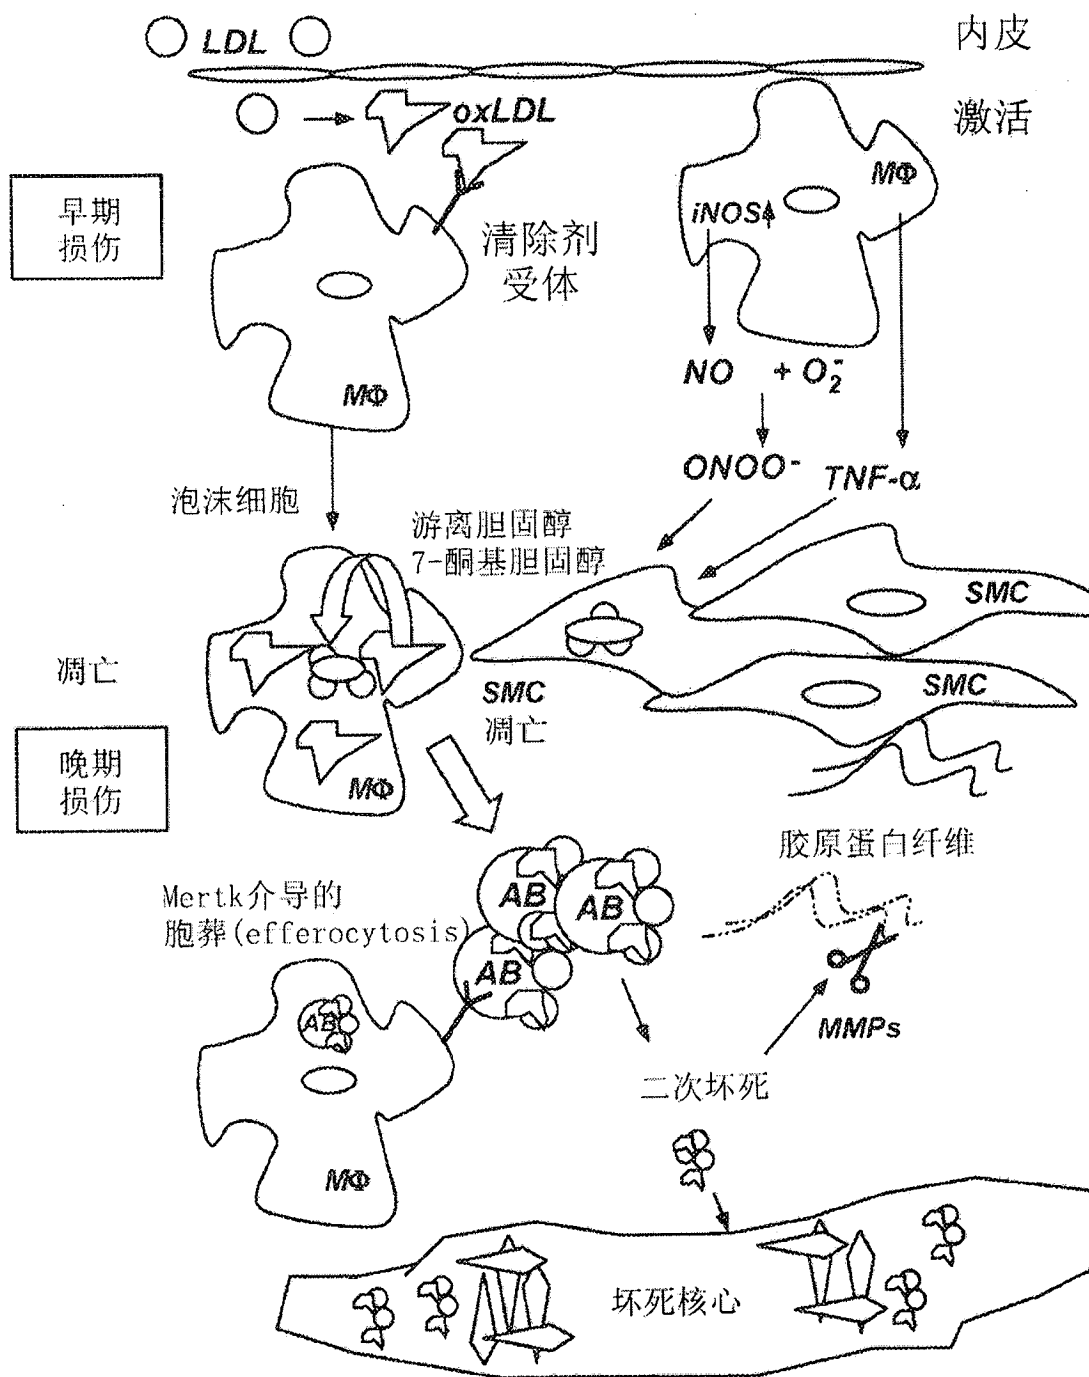 LDL
内皮
oxLDL
激活
早期
损伤
MΦ
iNOS
清除剂
受体
NO + O₂⁻
MΦ
ONOO⁻
TNF-α
泡沫细胞
游离胆固醇
7-酮基胆固醇
SMC
凋亡
SMC
凋亡
SMC
晚期
损伤
MΦ
胶原蛋白纤维
Mertk介导的
胞葬(efferocytosis)
AB
AB
AB
AB
MMPs
二次坏死
MΦ
坏死核心